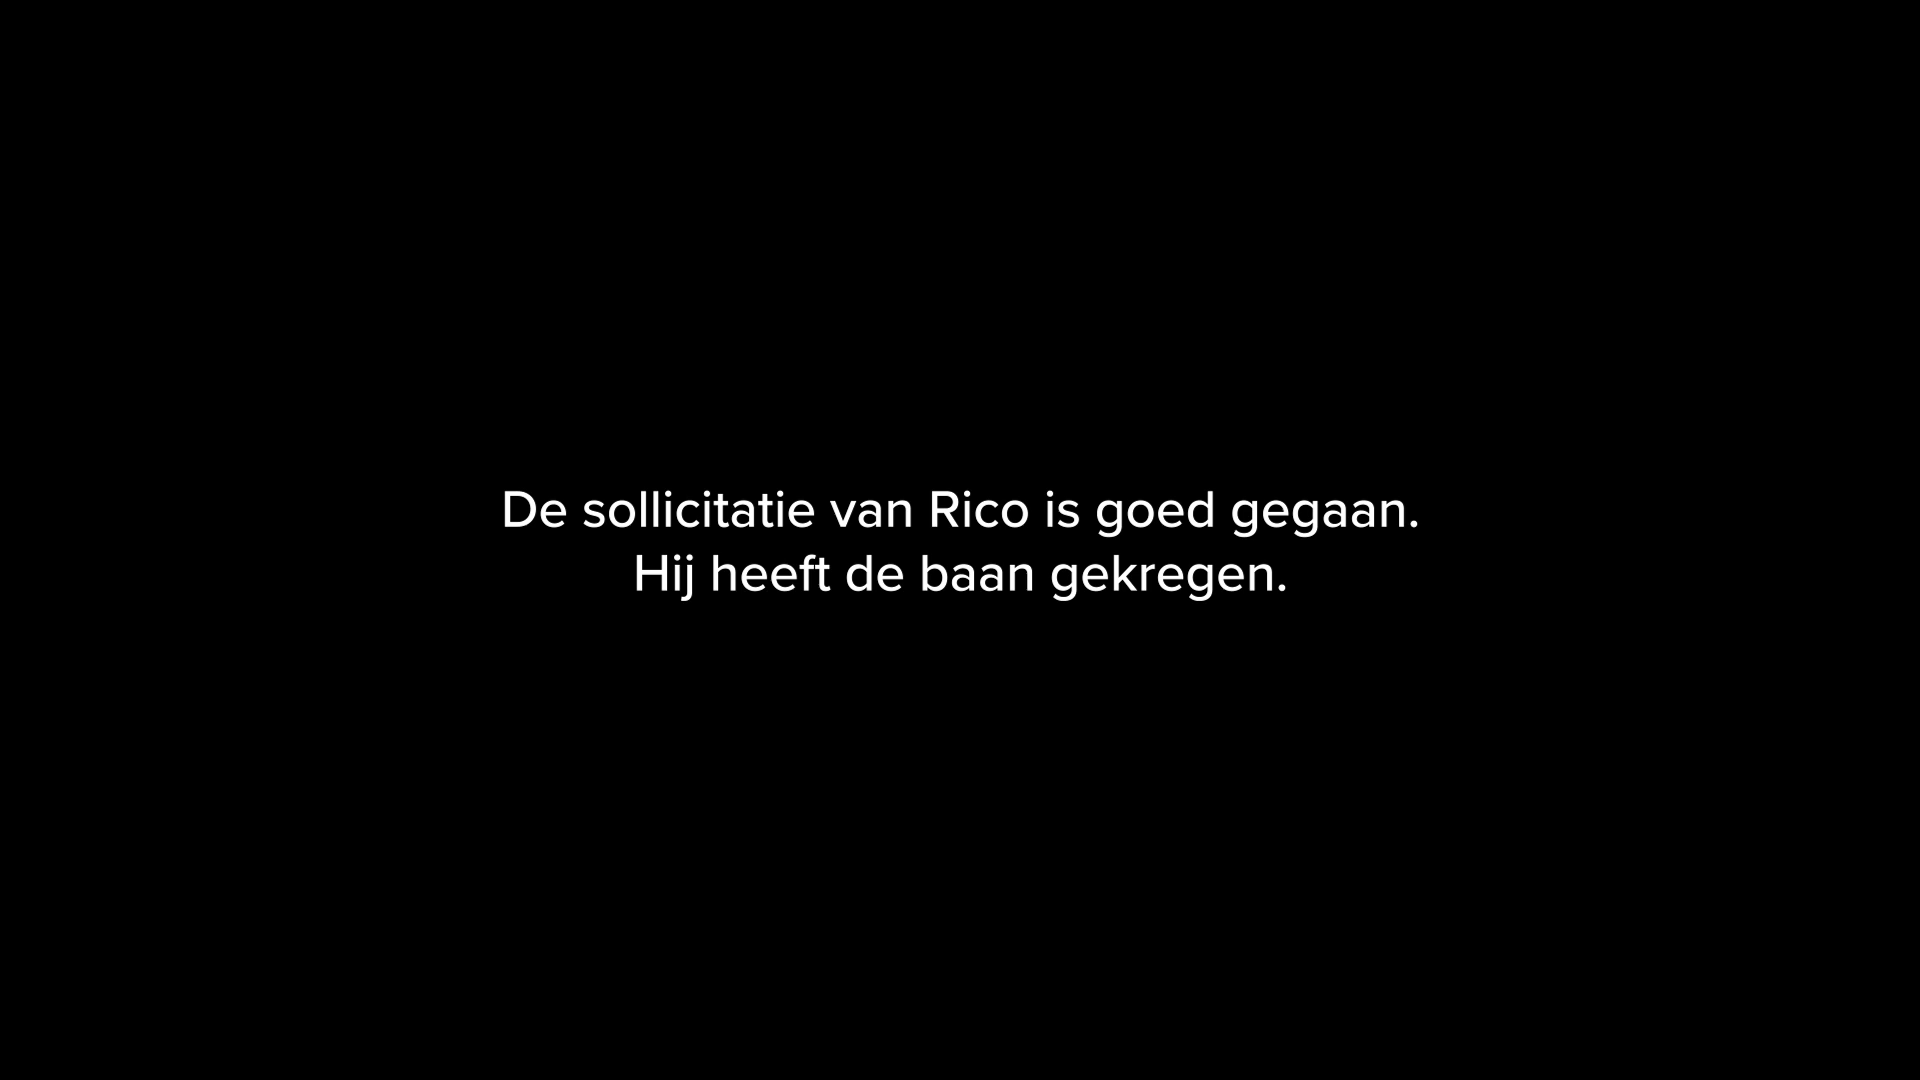 De sollicitatie van Rico is goed gegaan.
Hij heeft de baan gekregen.